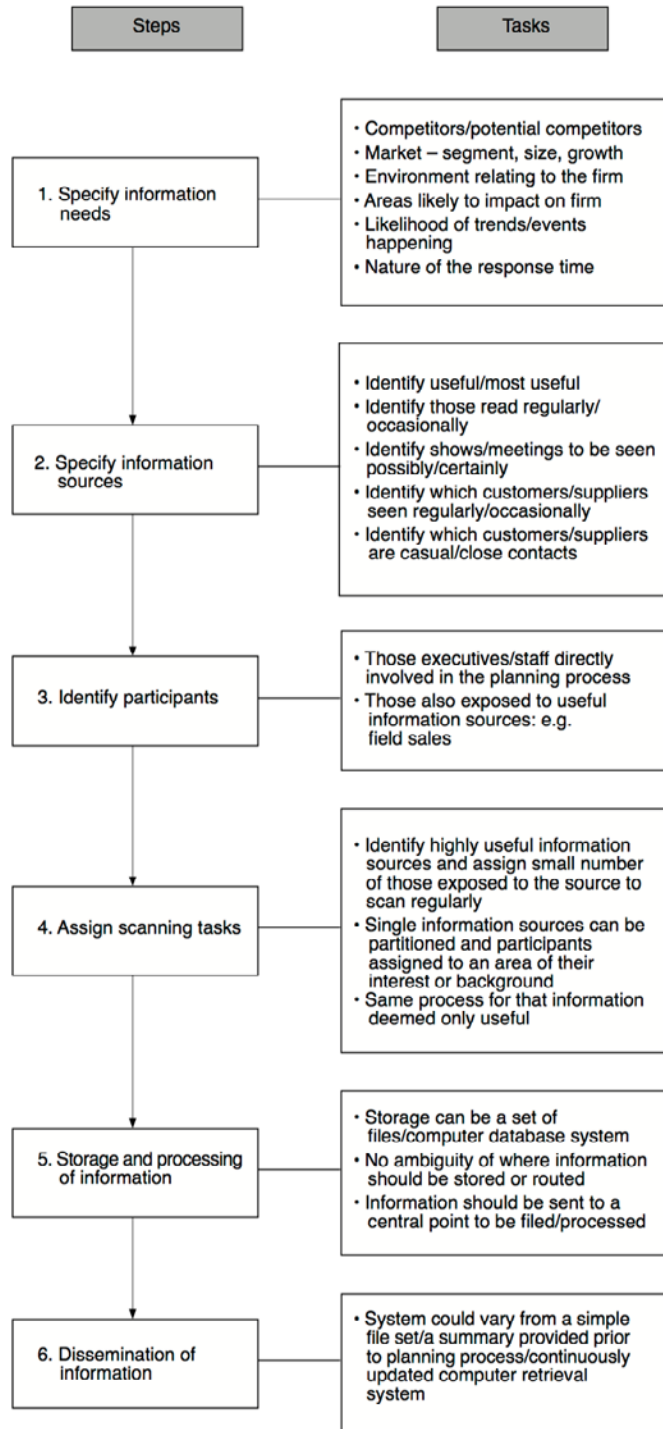 Steps
Tasks
1. Specify information
needs
• Competitors/potential competitors
• Market – segment, size, growth
• Environment relating to the firm
• Areas likely to impact on firm
• Likelihood of trends/events
happening
• Nature of the response time
2. Specify information
sources
• Identify useful/most useful
• Identify those read regularly/
occasionally
• Identify shows/meetings to be seen
possibly/certainly
• Identify which customers/suppliers
seen regularly/occasionally
• Identify which customers/suppliers
are casual/close contacts
3. Identify participants
• Those executives/staff directly
involved in the planning process
• Those also exposed to useful
information sources: e.g.
field sales
4. Assign scanning tasks
• Identify highly useful information
sources and assign small number
of those exposed to the source to
scan regularly
• Single information sources can be
partitioned and participants
assigned to an area of their
interest or background
• Same process for that information
deemed only useful
5. Storage and processing
of information
• Storage can be a set of
files/computer database system
• No ambiguity of where information
should be stored or routed
• Information should be sent to a
central point to be filed/processed
6. Dissemination of
information
• System could vary from a simple
file set/a summary provided prior
to planning process/continuously
updated computer retrieval
system